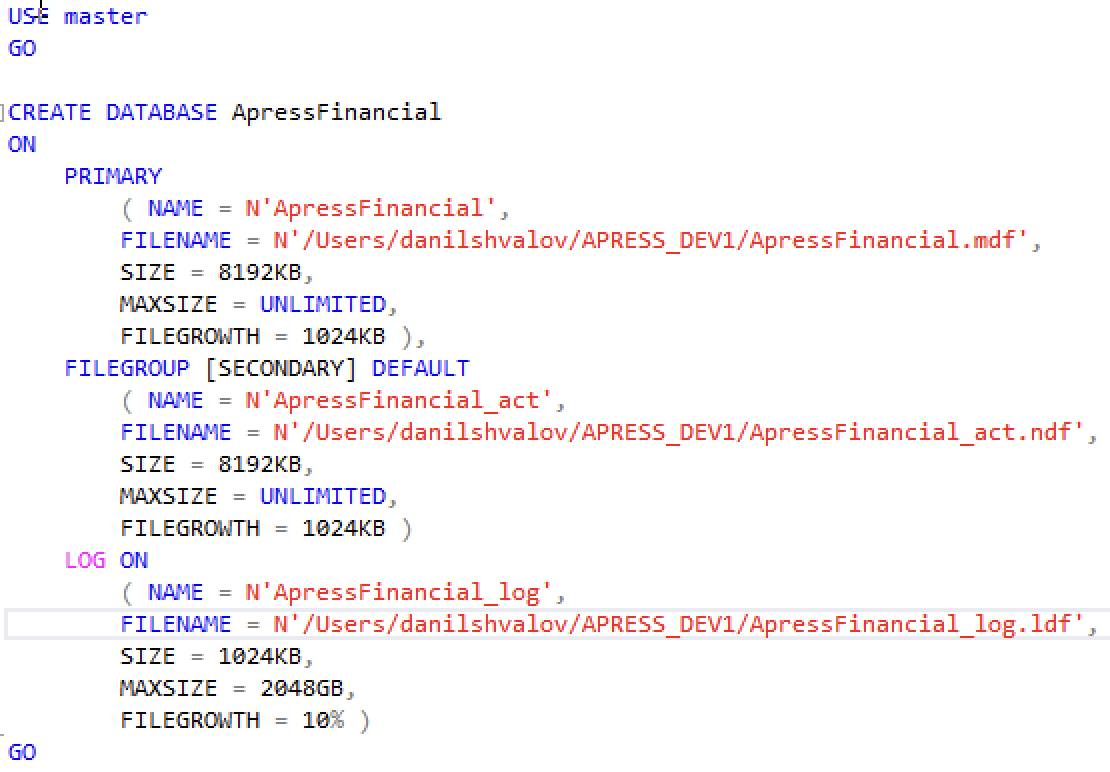 USE master
GO
CREATE DATABASE ApressFinancial
ON
PRIMARY
( NAME = N'ApressFinancial',
FILENAME = N'/Users/danilshvalov/APRESS_DEV1/ApressFinancial.mdf',
SIZE = 8192KB,
MAXSIZE = UNLIMITED,
FILEGROWTH = 1024KB ),
FILEGROUP [SECONDARY] DEFAULT
( NAME = N'ApressFinancial_act',
FILENAME = N'/Users/danilshvalov/APRESS_DEV1/ApressFinancial_act.ndf',
SIZE = 8192KB,
MAXSIZE = UNLIMITED,
FILEGROWTH = 1024KB )
LOG ON
( NAME = N'ApressFinancial_log',
FILENAME = N'/Users/danilshvalov/APRESS_DEV1/ApressFinancial_log.ldf',
SIZE = 1024KB,
MAXSIZE = 2048GB,
FILEGROWTH = 10% )
GO